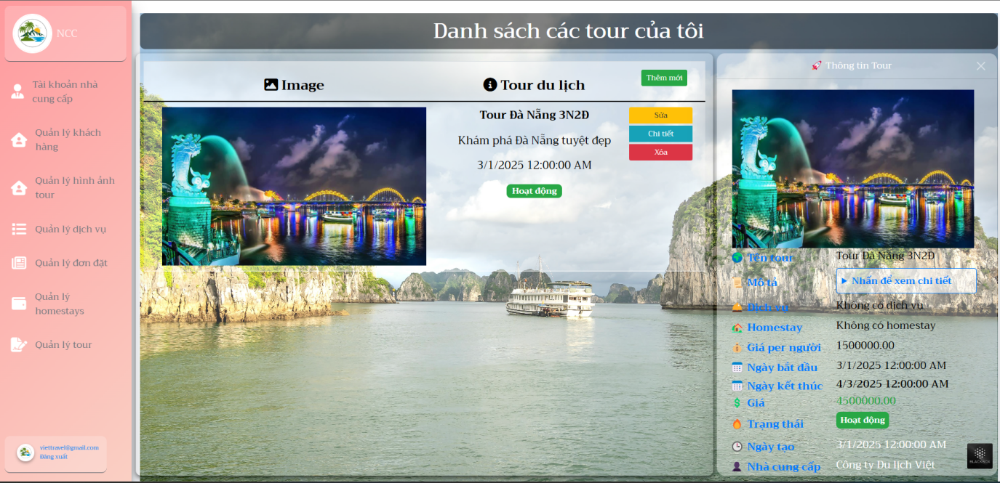 NCC
Tài khoản nhà
cung cấp
Quản lý khách
hàng
Quản lý hình ảnh
tour
Quản lý dịch vụ
Quản lý đơn đặt
Quản lý
homestays
Quản lý tour
viettravel@gmail.com
Đăng xuất
Danh sách các tour của tôi
Image
Tour du lịch
Thêm mới
Tour Đà Nẵng 3N2Đ
Khám phá Đà Nẵng tuyệt đẹp
3/1/2025 12:00:00 AM
Hoạt động
Sửa
Chi tiết
Xóa
🚀 Thông tin Tour
Tên tour Tour Đà Nẵng 3N2Đ
Mô tả ▶ Nhấn để xem chi tiết
Dịch vụ Không có dịch vụ
Homestay Không có homestay
Giá per người 1500000.00
Ngày bắt đầu 3/1/2025 12:00:00 AM
Ngày kết thúc 4/3/2025 12:00:00 AM
Giá 4500000.00
Trạng thái Hoạt động
Ngày tạo 3/1/2025 12:00:00 AM
Nhà cung cấp Công ty Du lịch Việt
BLACKBOX